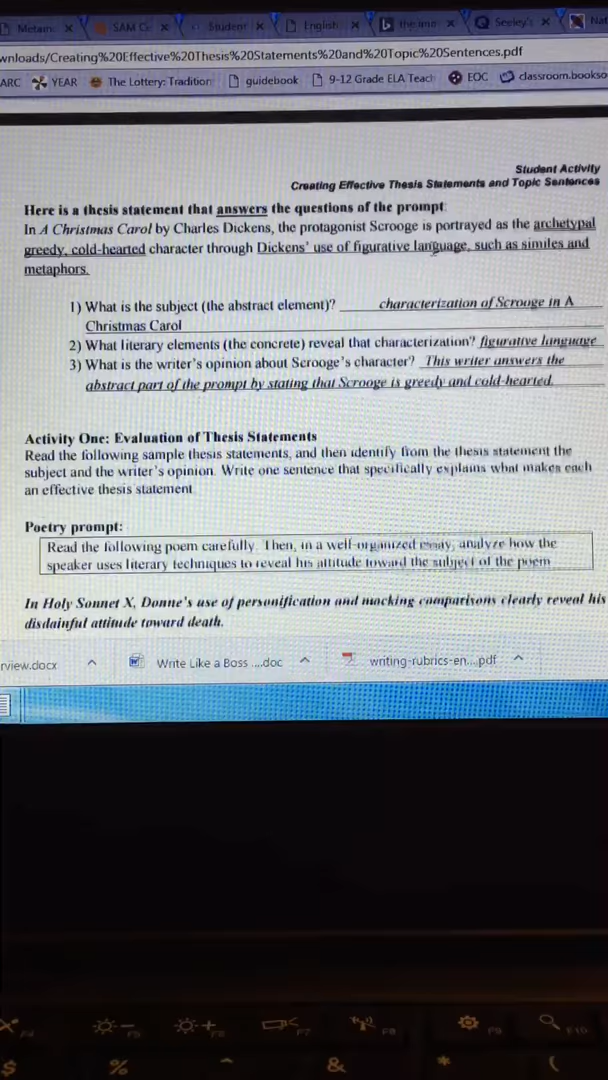 Metam
SAM Ce
Student
English
the ima
Seeley's
Nat
wnloads/Creating%20Effective%20Thesis%20Statements%20and%20Topic%20Sentences.pdf
ARC YEAR The Lottery: Tradition guidebook 9-12 Grade ELA Teach EOC classroom.bookso
Student Activity
Creating Effective Thesis Statements and Topic Sentences
Here is a thesis statement that answers the questions of the prompt:
In A Christmas Carol by Charles Dickens, the protagonist Scrooge is portrayed as the archetypal
greedy, cold-hearted character through Dickens' use of figurative language, such as similes and
metaphors.
1) What is the subject (the abstract element)? characterization of Scrooge in A
Christmas Carol
2) What literary elements (the concrete) reveal that characterization? figurative language
3) What is the writer's opinion about Scrooge's character? This writer answers the
abstract part of the prompt by stating that Scrooge is greedy and cold-hearted.
Activity One: Evaluation of Thesis Statements
Read the following sample thesis statements, and then identify from the thesis statement the
subject and the writer's opinion. Write one sentence that specifically explains what makes each
an effective thesis statement.
Poetry prompt:
Read the following poem carefully. Then, in a well-organized essay, analyze how the
speaker uses literary techniques to reveal his attitude toward the subject of the poem
In Holy Sonnet X, Donne's use of personification and mocking comparisons clearly reveal his
disdainful attitude toward death.
rview.docx
Write Like a Boss ....doc
writing-rubrics-en....pdf
F4 F5 F6 F7 F8 F9 F10
$ % ^ & * (